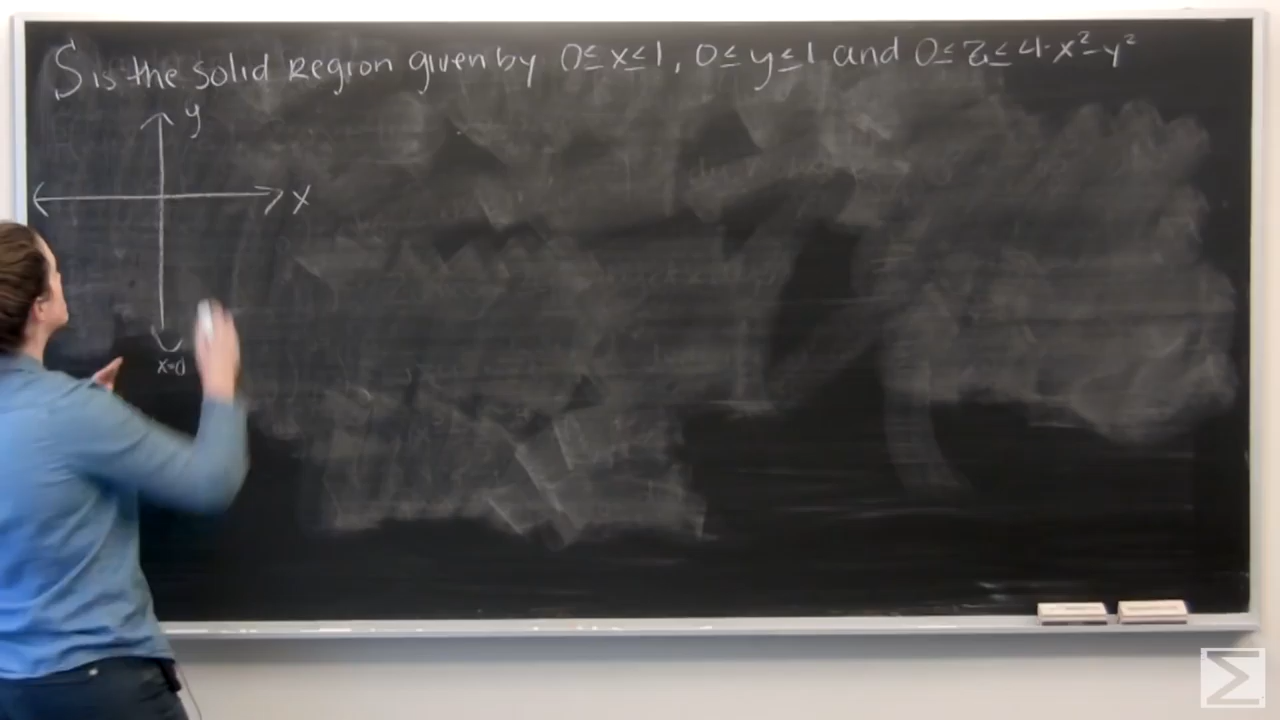 S is the solid Region given by 0≤x≤1, 0≤y≤1 and 0≤z≤4-x²-y²
y
x
x=0
Σ